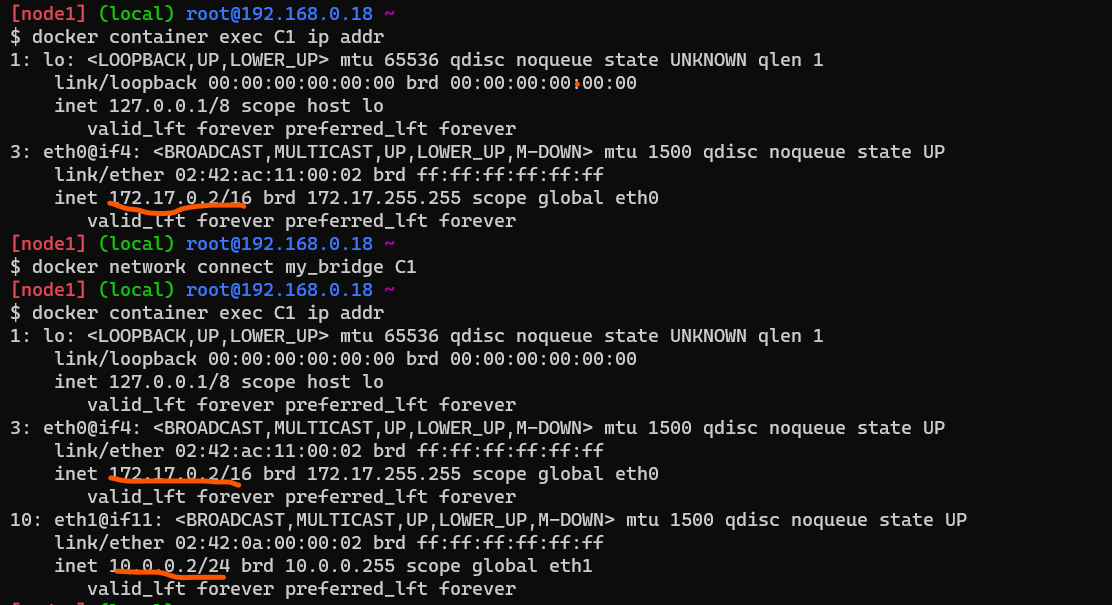 [node1] (local) root@192.168.0.18 ~
$ docker container exec C1 ip addr
1: lo: <LOOPBACK,UP,LOWER_UP> mtu 65536 qdisc noqueue state UNKNOWN qlen 1
    link/loopback 00:00:00:00:00:00 brd 00:00:00:00:00:00
    inet 127.0.0.1/8 scope host lo
       valid_lft forever preferred_lft forever
3: eth0@if4: <BROADCAST,MULTICAST,UP,LOWER_UP,M-DOWN> mtu 1500 qdisc noqueue state UP
    link/ether 02:42:ac:11:00:02 brd ff:ff:ff:ff:ff:ff
    inet 172.17.0.2/16 brd 172.17.255.255 scope global eth0
       valid_lft forever preferred_lft forever
[node1] (local) root@192.168.0.18 ~
$ docker network connect my_bridge C1
[node1] (local) root@192.168.0.18 ~
$ docker container exec C1 ip addr
1: lo: <LOOPBACK,UP,LOWER_UP> mtu 65536 qdisc noqueue state UNKNOWN qlen 1
    link/loopback 00:00:00:00:00:00 brd 00:00:00:00:00:00
    inet 127.0.0.1/8 scope host lo
       valid_lft forever preferred_lft forever
3: eth0@if4: <BROADCAST,MULTICAST,UP,LOWER_UP,M-DOWN> mtu 1500 qdisc noqueue state UP
    link/ether 02:42:ac:11:00:02 brd ff:ff:ff:ff:ff:ff
    inet 172.17.0.2/16 brd 172.17.255.255 scope global eth0
       valid_lft forever preferred_lft forever
10: eth1@if11: <BROADCAST,MULTICAST,UP,LOWER_UP,M-DOWN> mtu 1500 qdisc noqueue state UP
    link/ether 02:42:0a:00:00:02 brd ff:ff:ff:ff:ff:ff
    inet 10.0.0.2/24 brd 10.0.0.255 scope global eth1
       valid_lft forever preferred_lft forever